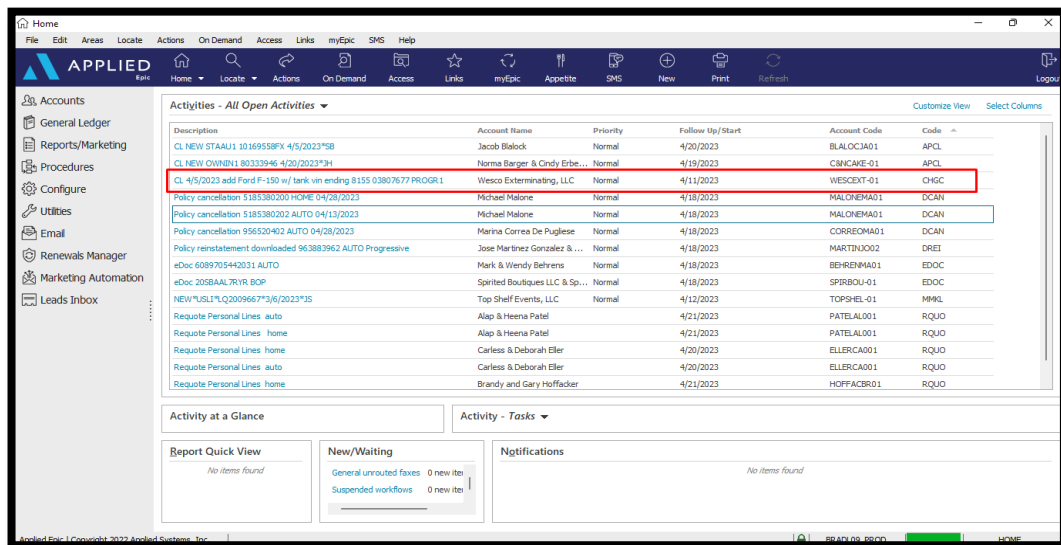 Home
File Edit Areas Locate Actions On Demand Access Links myEpic SMS Help
APPLIED
Epic
Home Locate Actions On Demand Access Links myEpic Appetite SMS New Print Refresh Logou
Accounts
General Ledger
Reports/Marketing
Procedures
Configure
Utilities
Email
Renewals Manager
Marketing Automation
Leads Inbox
Activities - All Open Activities Customize View Select Columns
Description Account Name Priority Follow Up/Start Account Code Code
CL NEW STAAU1 10169558FX 4/5/2023*SB Jacob Blalock Normal 4/20/2023 BLALOJA01 APCL
CL NEW OWNIN1 80333946 4/20/2023*JH Norma Barger & Cindy Erbe... Normal 4/19/2023 C&NCAKE-01 APCL
CL 4/5/2023 add Ford F-150 w/ tank vin ending 8155 03807677 PROGR1 Wesco Exterminating, LLC Normal 4/11/2023 WESCEXT-01 CHGC
Policy cancellation 5185380200 HOME 04/28/2023 Michael Malone Normal 4/18/2023 MALONEMA01 DCAN
Policy cancellation 5185380202 AUTO 04/13/2023 Michael Malone Normal 4/18/2023 MALONEMA01 DCAN
Policy cancellation 956520402 AUTO 04/28/2023 Marina Correa De Pugliese Normal 4/18/2023 CORREOMA01 DCAN
Policy reinstatement downloaded 963883962 AUTO Progressive Jose Martinez Gonzalez & ... Normal 4/18/2023 MARTINJO02 DREI
eDoc 6089705442031 AUTO Mark & Wendy Behrens Normal 4/18/2023 BEHRENMA01 EDOC
eDoc 20SBAAL7RYR BOP Spirited Boutiques LLC & Sp... Normal 4/18/2023 SPIRBOU-01 EDOC
NEW*USLI*LQ2009667*3/6/2023*JS Top Shelf Events, LLC Normal 4/12/2023 TOPSHEL-01 MMKL
Requote Personal Lines auto Alap & Heena Patel 4/21/2023 PATELAL001 RQUO
Requote Personal Lines home Alap & Heena Patel 4/21/2023 PATELAL001 RQUO
Requote Personal Lines home Carless & Deborah Eller 4/20/2023 ELLERCA001 RQUO
Requote Personal Lines auto Carless & Deborah Eller 4/20/2023 ELLERCA001 RQUO
Requote Personal Lines home Brandy and Gary Hoffacker 4/21/2023 HOFFACBR01 RQUO
Activity at a Glance Activity - Tasks
Report Quick View New/Waiting Notifications
No items found General unrouted faxes 0 new iter No items found
Suspended workflows 0 new iter
Applied Epic | Copyright 2022 Applied Systems, Inc. BRADL09_PROD HOME